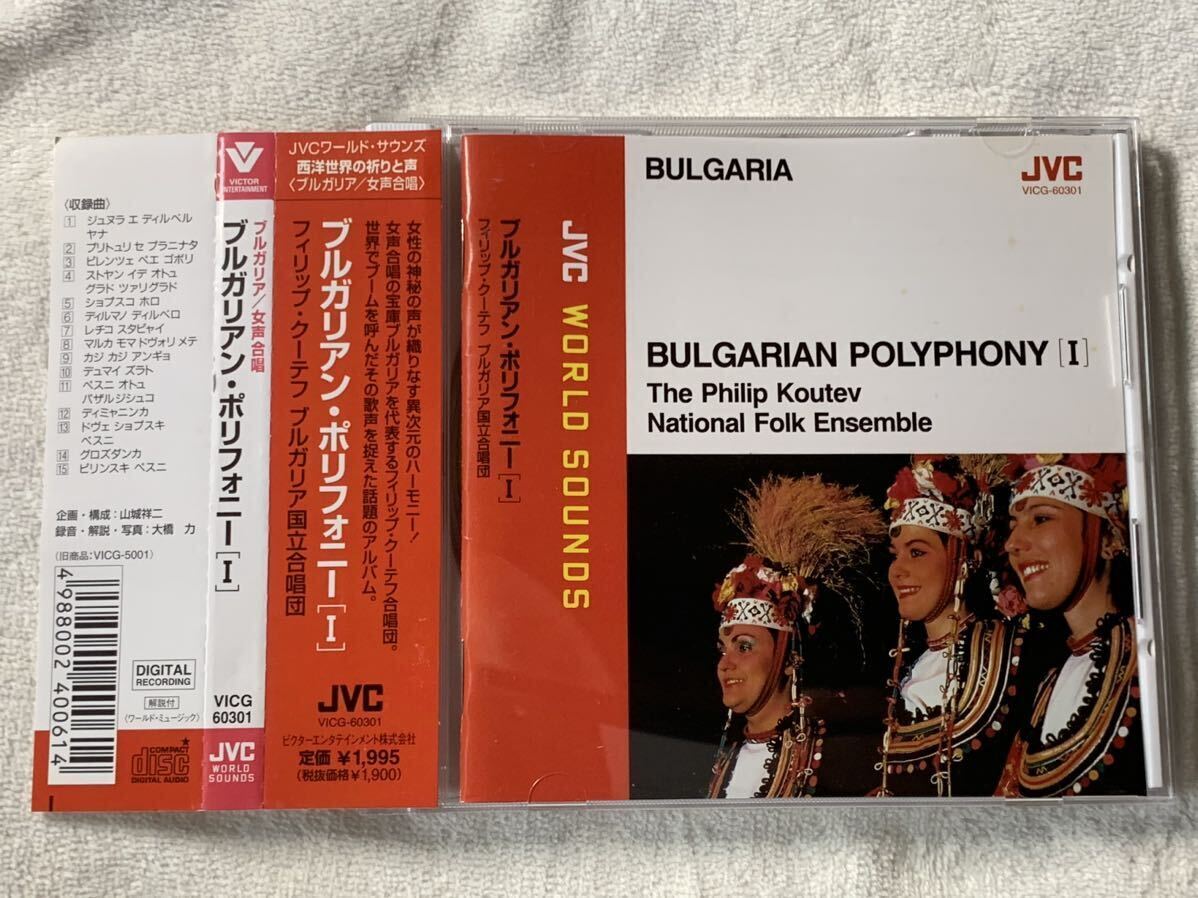 〈収録曲〉
1 ジュヌラ エ ディルベル
ヤナ
2 プリトゥリ セ プラニナタ
3 ピレンツェ ペエ ゴボリ
4 ストヤン イデ オトゥ
グラド ツァリグラド
5 ショプスコ ホロ
6 ディルマノ ディルベロ
7 レチコ スタピャイ
8 マルカ モマ ドヴォリ メテ
9 カジ カジ アンギョ
10 デュマイ ズラト
11 ペスニ オトュ
パザルジシュコ
12 ディミャニンカ
13 ドヴェ ショプスキ
ペスニ
14 グロズダンカ
15 ピリンスキ ペスニ
企画・構成：山城祥二
録音・解説・写真：大橋 力
(旧商品：VICG-5001)
4988002400614
DIGITAL
RECORDING
解説付
(ワールド・ミュージック)
COMPACT
disc
DIGITAL AUDIO
VICTOR
ENTERTAINMENT
ブルガリア／女声合唱
ブルガリアン・ポリフォニー[I]
VICG
60301
JVC
WORLD
SOUNDS
JVCワールド・サウンズ
西洋世界の祈りと声
〈ブルガリア／女声合唱〉
女性の神秘の声が織りなす異次元のハーモニー！
女声合唱の宝庫ブルガリアを代表するフィリップ・クーテフ合唱団。
世界でブームを呼んだその歌声を捉えた話題のアルバム。
ブルガリアン・ポリフォニー[I]
フィリップ・クーテフ ブルガリア国立合唱団
JVC
VICG-60301
ビクターエンタテインメント株式会社
定価 ¥1,995
(税抜価格¥1,900)
ブルガリアン・ポリフォニー[I]
フィリップ・クーテフ ブルガリア国立合唱団
JVC WORLD SOUNDS
BULGARIA
JVC
VICG-60301
BULGARIAN POLYPHONY [I]
The Philip Koutev
National Folk Ensemble